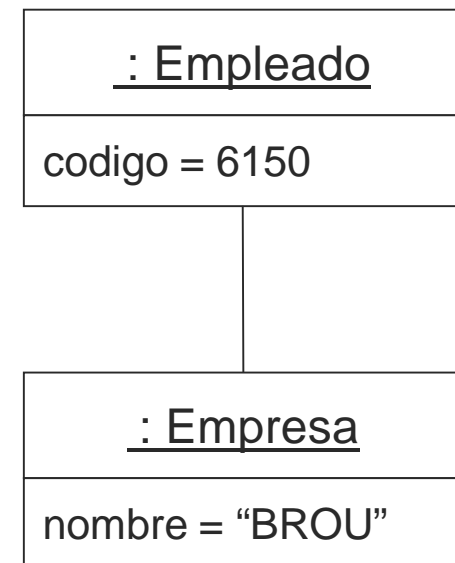 : Empleado
codigo = 6150
: Empresa
nombre = “BROU”